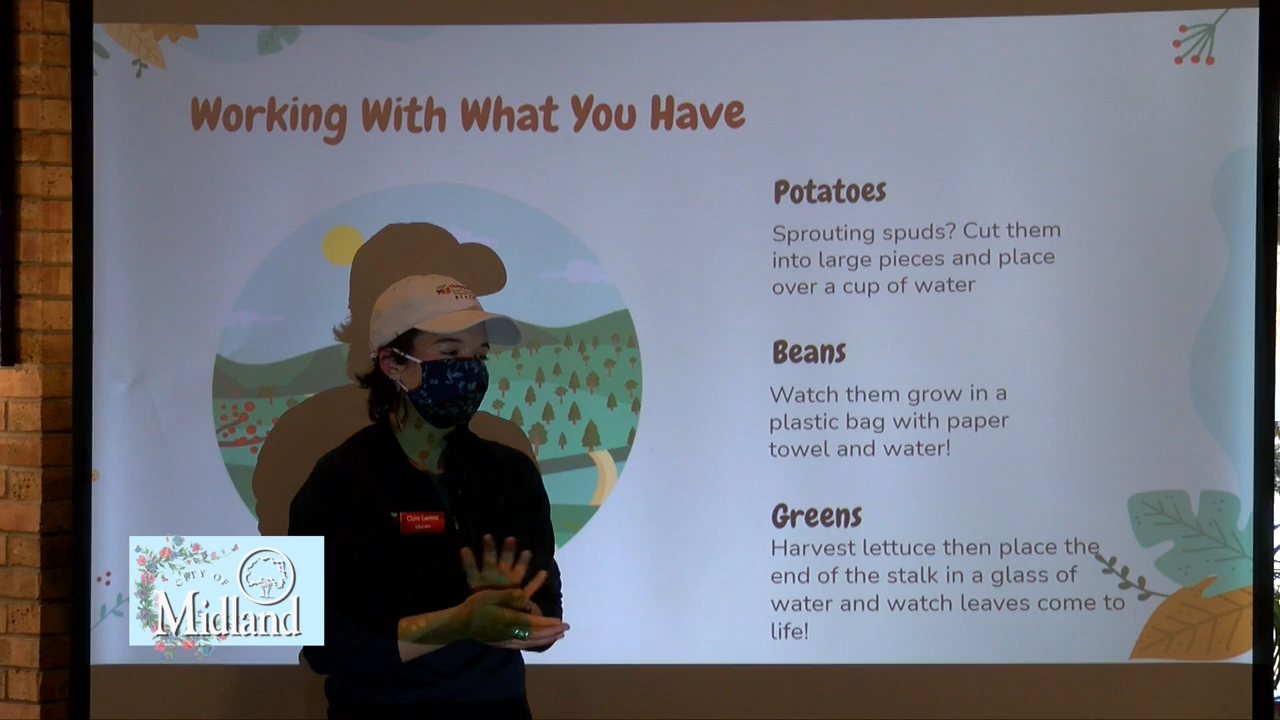 Working With What You Have
Potatoes
Sprouting spuds? Cut them
into large pieces and place
over a cup of water
Beans
Watch them grow in a
plastic bag with paper
towel and water!
Greens
Harvest lettuce then place the
end of the stalk in a glass of
water and watch leaves come to
life!
Claire
CITY OF
Midland